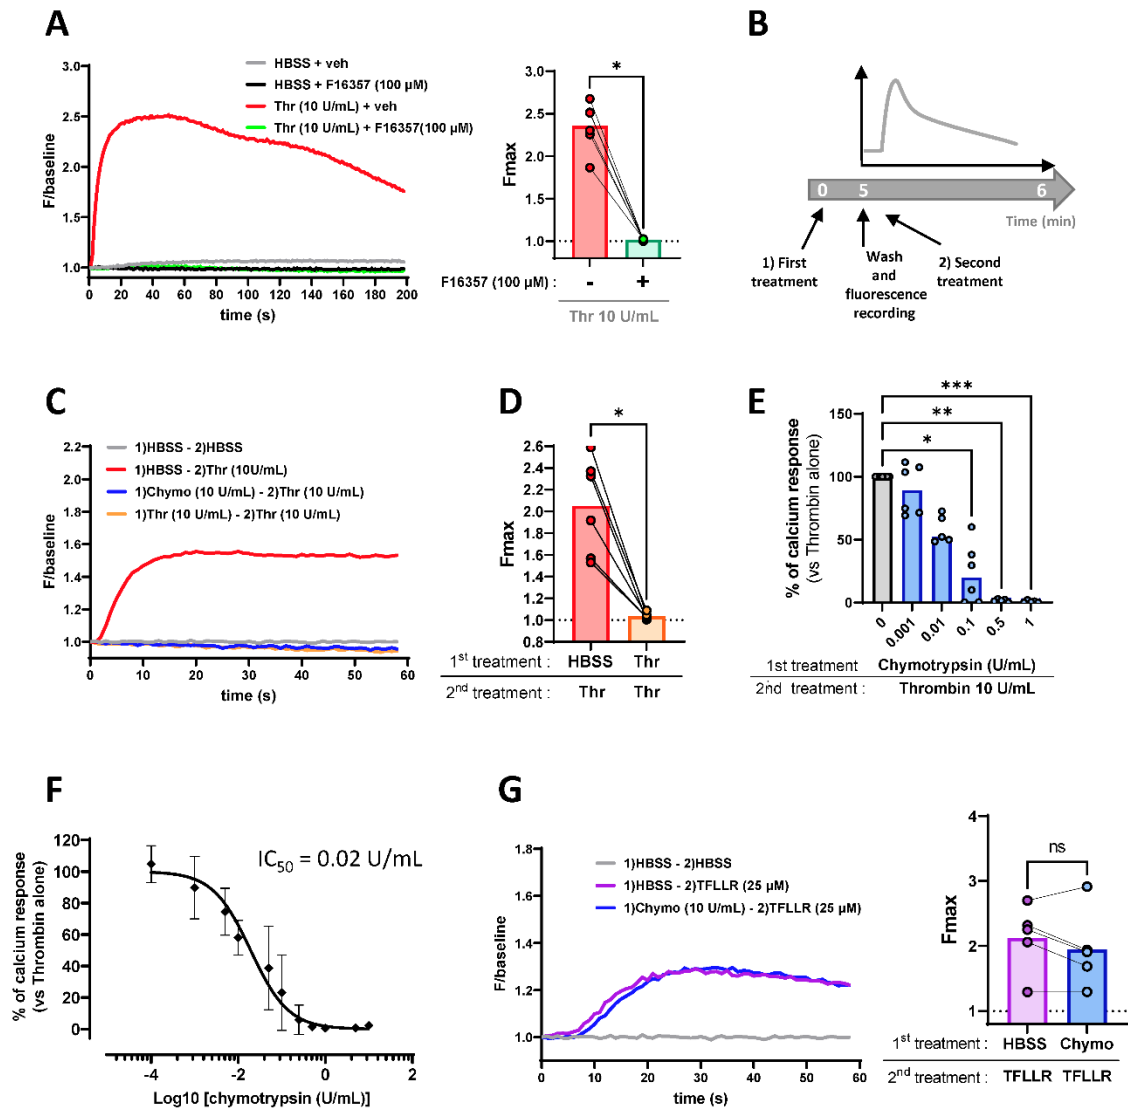 A
HBSS + veh
HBSS + F16357 (100 µM)
Thr (10 U/mL) + veh
Thr (10 U/mL) + F16357(100 µM)
F/baseline
3.0
2.5
2.0
1.5
1.0
0 20 40 60 80 100 120 140 160 180 200
time (s)
*
Fmax
3.0
2.5
2.0
1.5
1.0
F16357 (100 µM) : - +
Thr 10 U/mL
B
0 5 6
Time (min)
1) First
treatment
Wash
and
fluorescence
recording
2) Second
treatment
C
1)HBSS - 2)HBSS
1)HBSS - 2)Thr (10U/mL)
1)Chymo (10 U/mL) - 2)Thr (10 U/mL)
1)Thr (10 U/mL) - 2)Thr (10 U/mL)
F/baseline
2.2
2.0
1.8
1.6
1.4
1.2
1.0
0 10 20 30 40 50 60
time (s)
D
*
Fmax
2.6
2.4
2.2
2.0
1.8
1.6
1.4
1.2
1.0
0.8
1st treatment : HBSS Thr
2nd treatment : Thr Thr
E
***
**
*
% of calcium response
(vs Thrombin alone)
150
100
50
0
0 0.001 0.01 0.1 0.5 1
1st treatment Chymotrypsin (U/mL)
2nd treatment : Thrombin 10 U/mL
F
IC50 = 0.02 U/mL
% of calcium response
(vs Thrombin alone)
120
100
80
60
40
20
0
-4 -2 0 2
Log10 [chymotrypsin (U/mL)]
G
1)HBSS - 2)HBSS
1)HBSS - 2)TFLLR (25 µM)
1)Chymo (10 U/mL) - 2)TFLLR (25 µM)
F/baseline
1.8
1.6
1.4
1.2
1.0
0 10 20 30 40 50 60
time (s)
ns
Fmax
4
3
2
1
1st treatment : HBSS Chymo
2nd treatment : TFLLR TFLLR